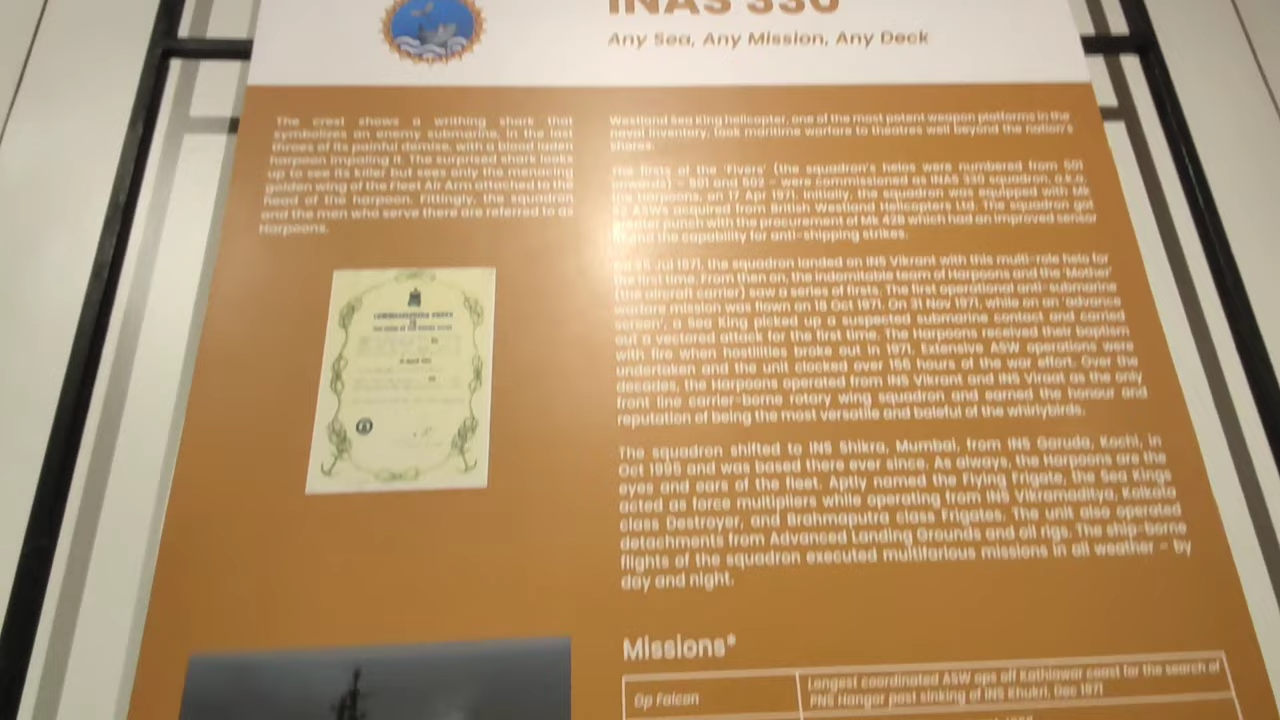 INAS 330
Any Sea, Any Mission, Any Deck
The crest shows a writhing shark that
symbolizes an enemy submarine, in the last
throes of its painful demise, with a blood laden
harpoon impaling it. The surprised shark looks
up to see its killer but sees only the menacing
golden wing of the Fleet Air Arm attached to the
head of the harpoon. Fittingly, the squadron
and the men who serve there are referred to as
Harpoons.
Westland Sea King helicopter, one of the most potent weapon platforms in the
naval inventory, took maritime warfare to theatres well beyond the nation's
shores.
The firsts of the 'Flyers' (the squadron's helos were numbered from 501
onwards) – 501 and 502 – were commissioned as INAS 330 squadron, a.k.a
the Harpoons, on 17 Apr 1971. Initially, the squadron was equipped with Mk
42 ASWs acquired from British Westland Helicopters Ltd. The squadron got
greater punch with the procurement of Mk 42B which had an improved sensor
and the capability for anti-shipping strikes.
Jul 1971, the squadron landed on INS Vikrant with this multi-role helo for
the first time. From then on, the indomitable team of Harpoons and the 'Mother'
(the aircraft carrier) saw a series of firsts. The first operational anti-submarine
warfare mission was flown on 18 Oct 1971. On 31 Nov 1971, while on an 'advance
screen', a Sea King picked up a suspected submarine contact and carried
out a vectored attack for the first time. The Harpoons received their baptism
with fire when hostilities broke out in 1971. Extensive ASW operations were
undertaken and the unit clocked over 156 hours of the war effort. Over the
decades, the Harpoons operated from INS Vikrant and INS Viraat as the only
front line carrier-borne rotary wing squadron and earned the honour and
reputation of being the most versatile and baleful of the whirlybirds.
The squadron shifted to INS Shikra, Mumbai, from INS Garuda, Kochi, in
Oct 1995 and was based there ever since. As always, the Harpoons are the
eyes and ears of the fleet. Aptly named the Flying Frigate, the Sea Kings
acted as force multipliers while operating from INS Vikramaditya, Kolkata
class Destroyer, and Brahmaputra class Frigates. The unit also operated
detachments from Advanced Landing Grounds and oil rigs. The ship-borne
flights of the squadron executed multifarious missions in all weather – by
day and night.
Missions*
Op Falcon
Longest coordinated ASW ops off Kathiawar coast for the search of
PNS Hangor post sinking of INS Khukri, Dec 1971